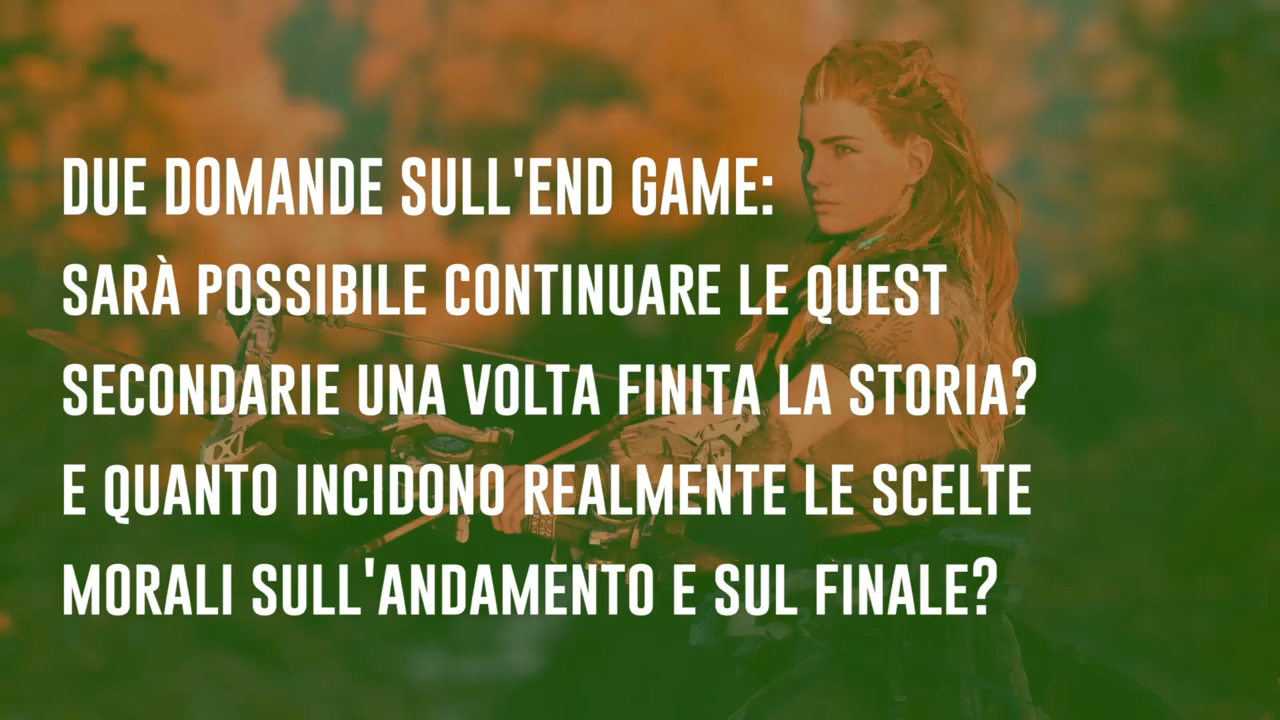 DUE DOMANDE SULL'END GAME:
SARÀ POSSIBILE CONTINUARE LE QUEST
SECONDARIE UNA VOLTA FINITA LA STORIA?
E QUANTO INCIDONO REALMENTE LE SCELTE
MORALI SULL'ANDAMENTO E SUL FINALE?